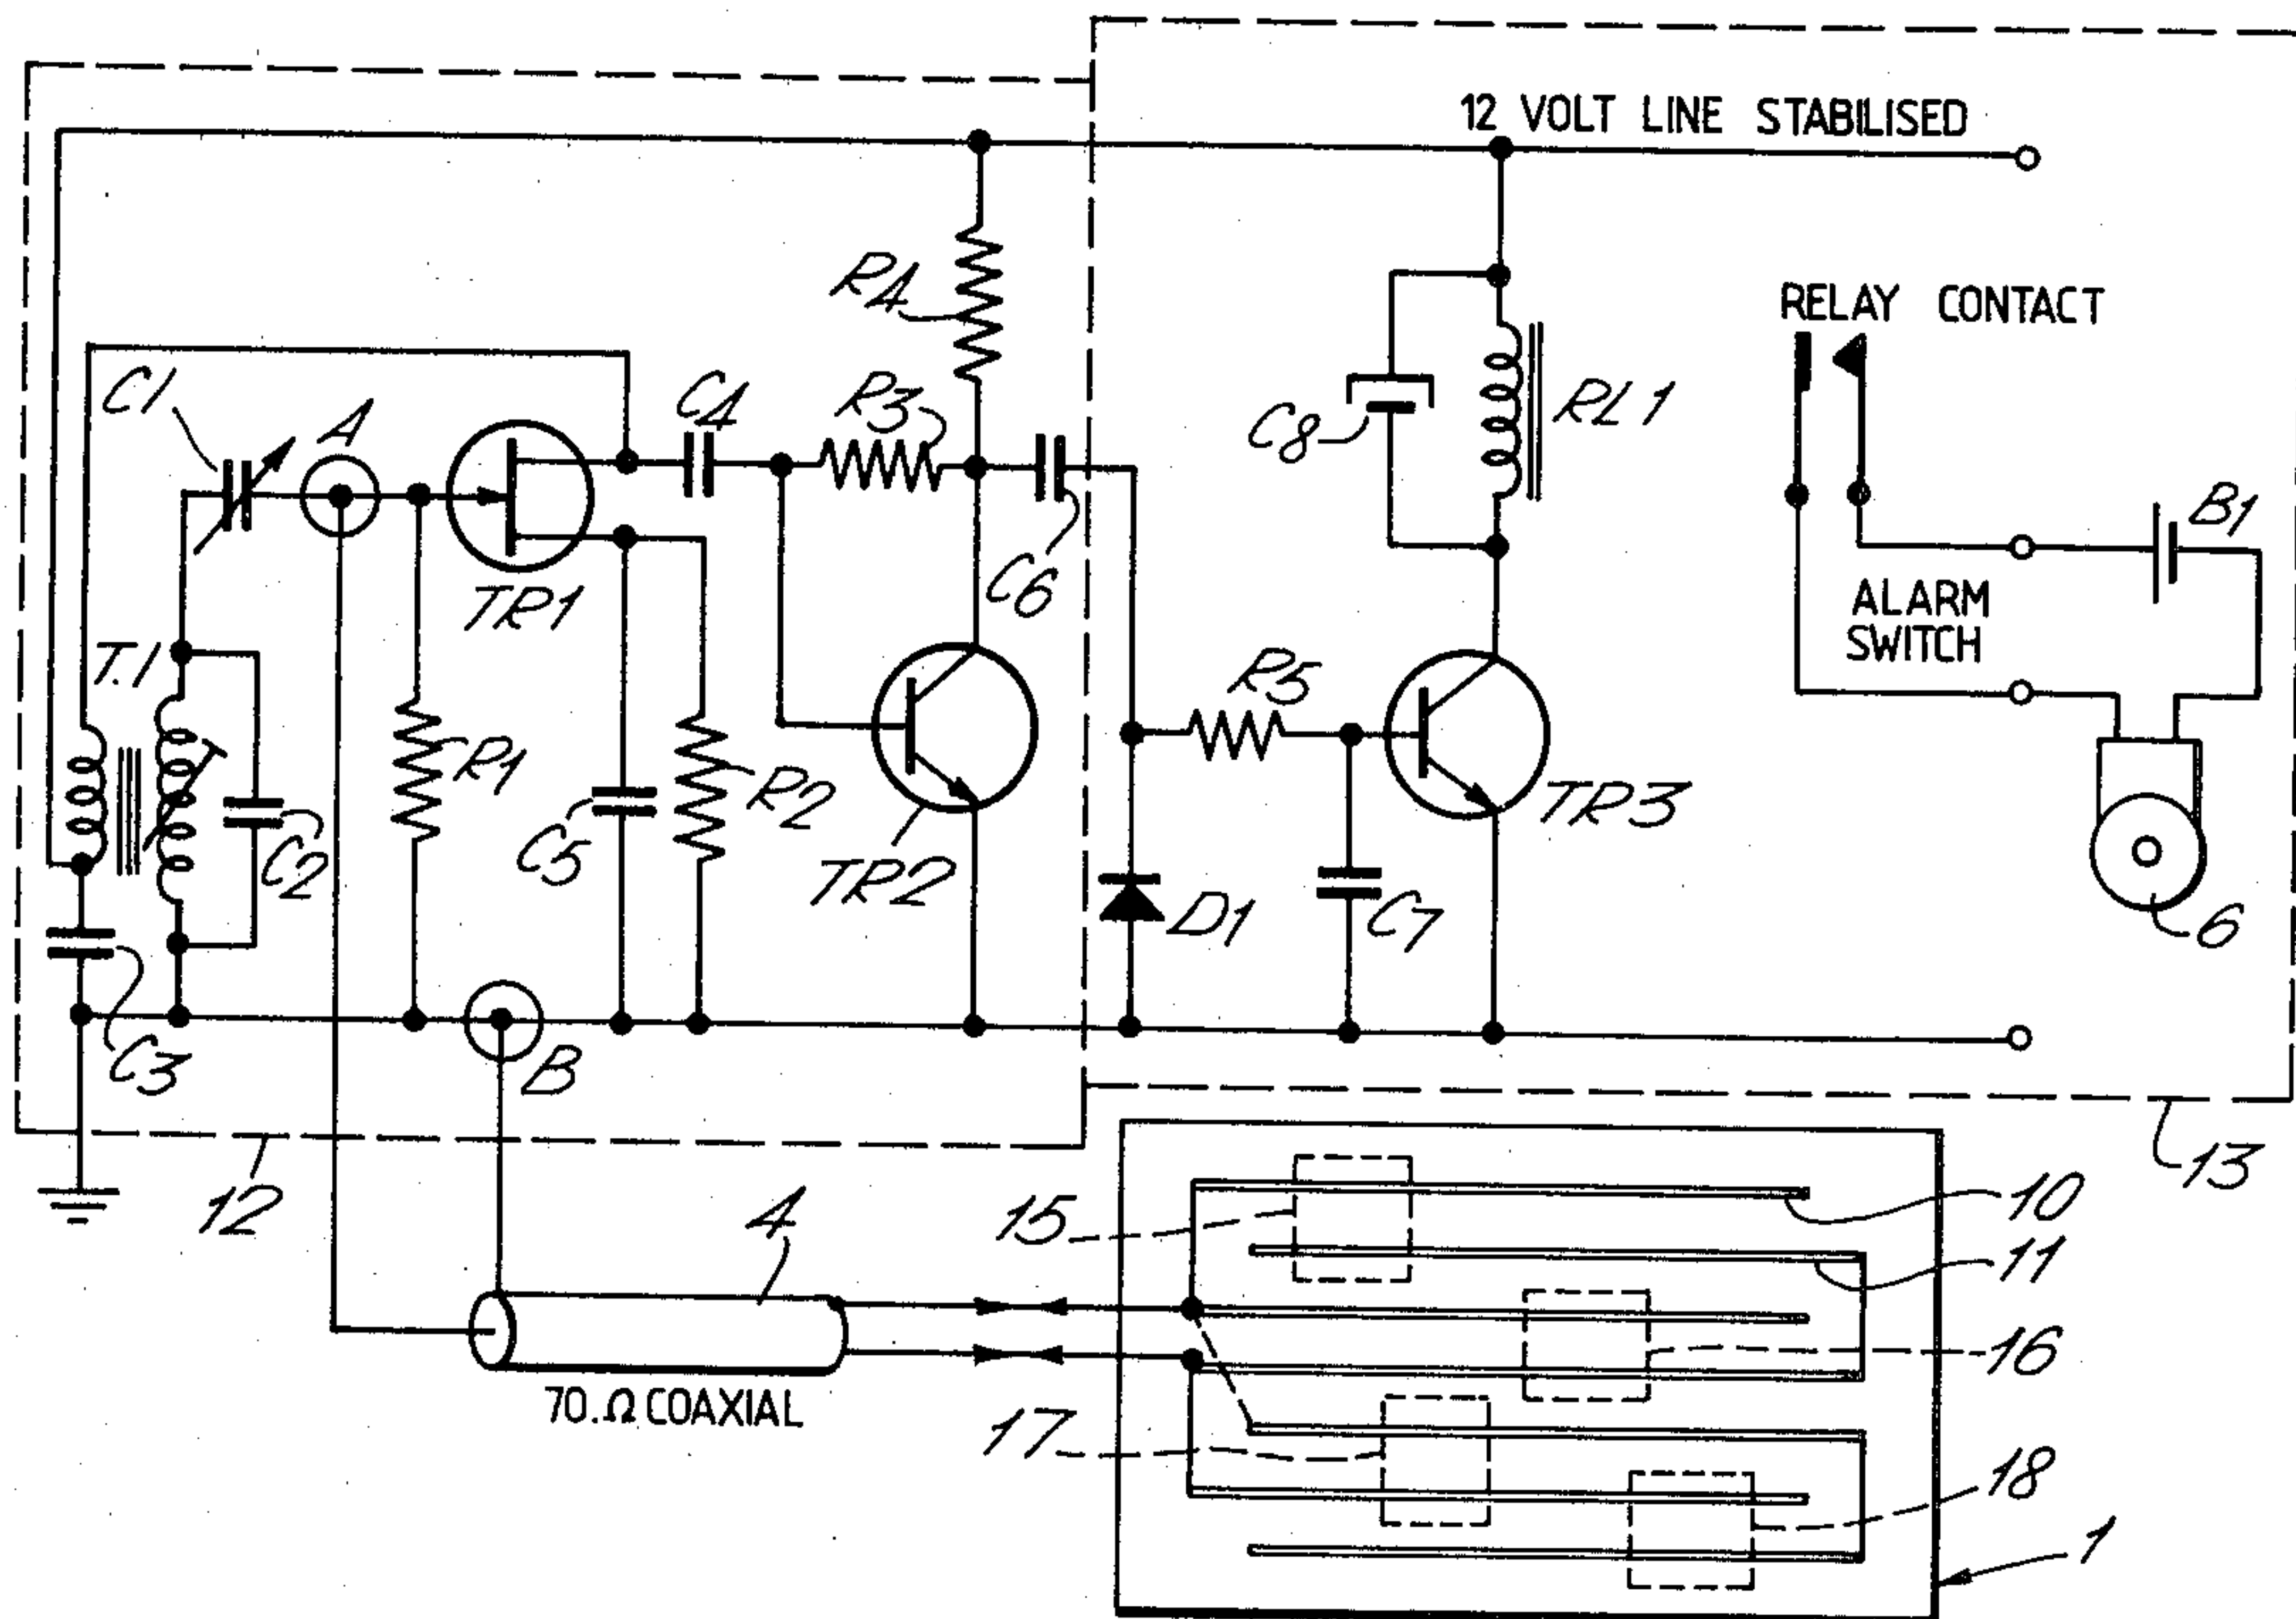 12 VOLT LINE STABILISED
R4
RELAY CONTACT
C1
A
C4
R3
C8
RL1
B1
TR1
C6
ALARM
SWITCH
T.1
R1
R2
R5
TR3
C2
C5
TR2
D1
C7
6
C3
B
12
13
4
15
10
11
16
70.Ω COAXIAL
17
18
1